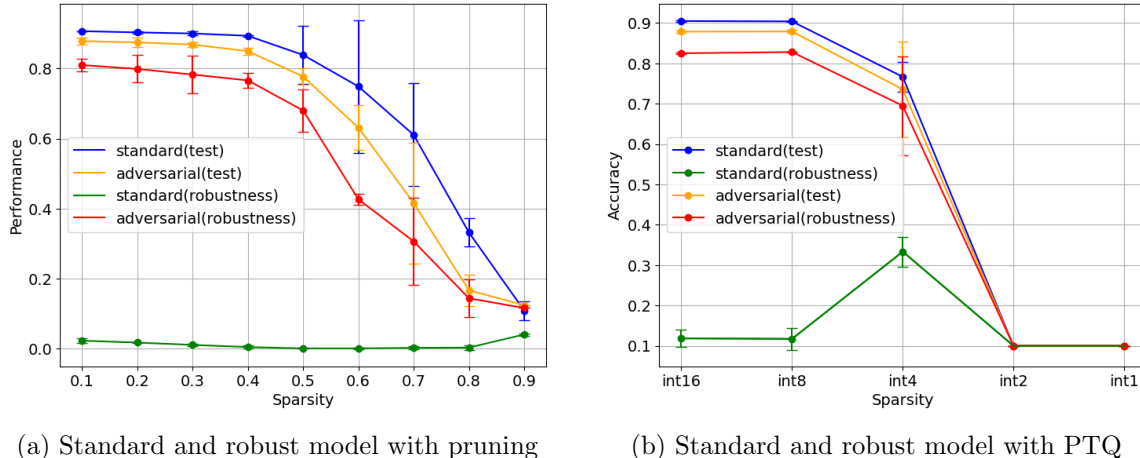 Performance
0.8
0.6
0.4
0.2
0.0
standard(test)
adversarial(test)
standard(robustness)
adversarial(robustness)
0.1 0.2 0.3 0.4 0.5 0.6 0.7 0.8 0.9
Sparsity
(a) Standard and robust model with pruning
Accuracy
0.9
0.8
0.7
0.6
0.5
0.4
0.3
0.2
0.1
standard(test)
standard(robustness)
adversarial(test)
adversarial(robustness)
int16 int8 int4 int2 int1
Sparsity
(b) Standard and robust model with PTQ